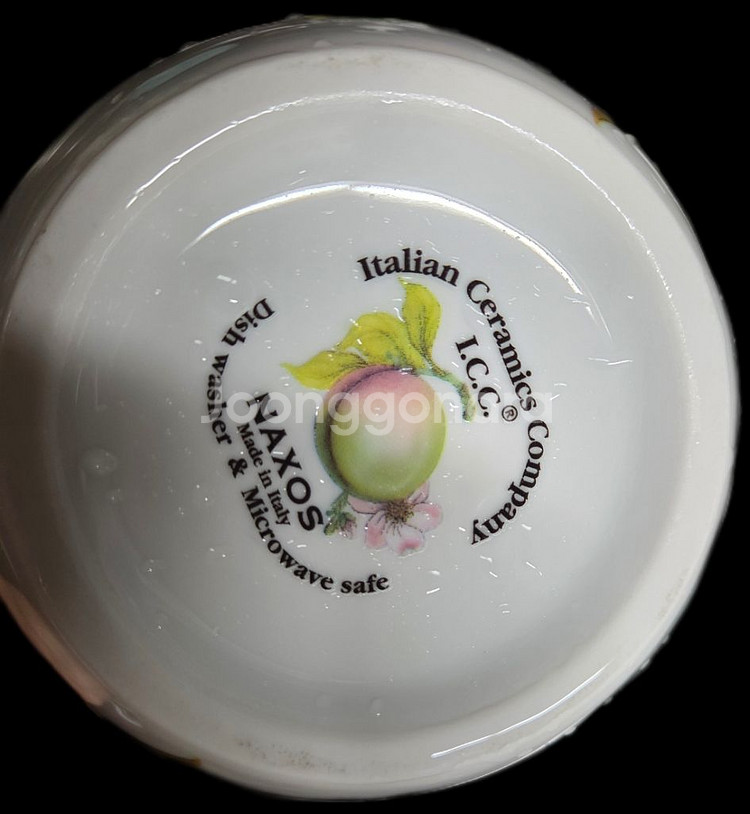 Italian Ceramics Company
I.C.C.®
NAXOS
Made in Italy
Dish washer & Microwave safe